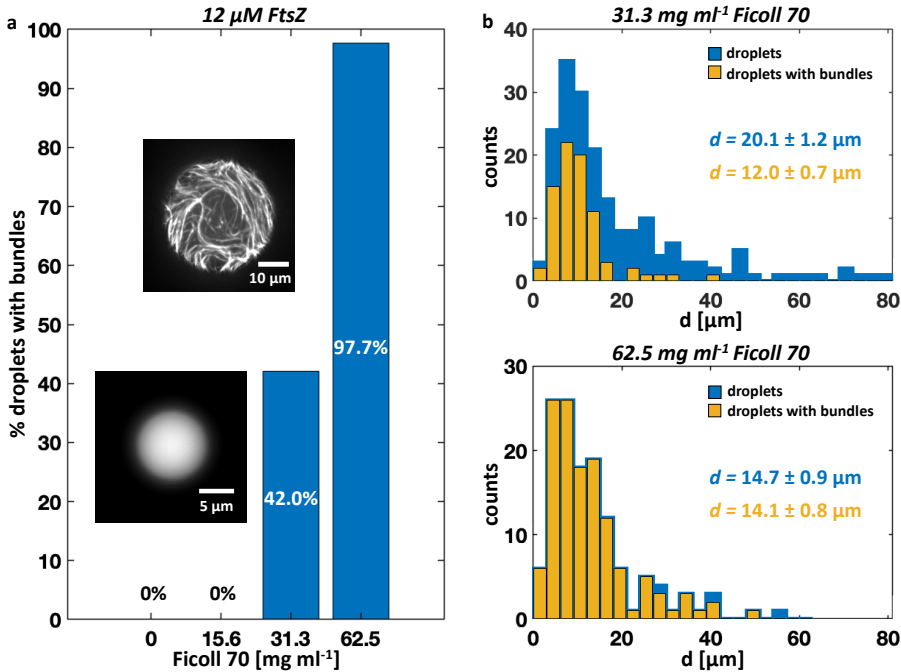 a
12 µM FtsZ
% droplets with bundles
100
90
80
70
60
50
40
30
20
10
0
10 µm
5 µm
0%
0%
42.0%
97.7%
0 15.6 31.3 62.5
Ficoll 70 [mg ml⁻¹]
b
31.3 mg ml⁻¹ Ficoll 70
counts
40
30
20
10
0
droplets
droplets with bundles
d = 20.1 ± 1.2 µm
d = 12.0 ± 0.7 µm
0 20 40 60 80
d [µm]
62.5 mg ml⁻¹ Ficoll 70
counts
30
20
10
0
droplets
droplets with bundles
d = 14.7 ± 0.9 µm
d = 14.1 ± 0.8 µm
0 20 40 60 80
d [µm]